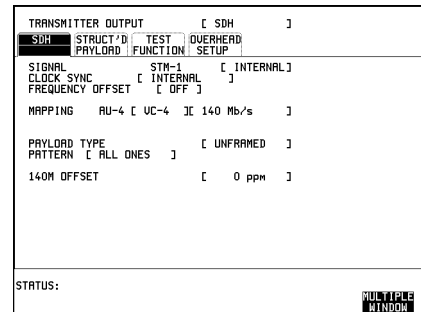 TRANSMITTER OUTPUT [ SDH ]
SDH STRUCT'D PAYLOAD TEST FUNCTION OVERHEAD SETUP
SIGNAL STM-1 [ INTERNAL]
CLOCK SYNC [ INTERNAL ]
FREQUENCY OFFSET [ OFF ]
MAPPING AU-4 [ VC-4 ][ 140 Mb/s ]
PAYLOAD TYPE [ UNFRAMED ]
PATTERN [ ALL ONES ]
140M OFFSET [ 0 ppm ]
STATUS:
MULTIPLE
WINDOW